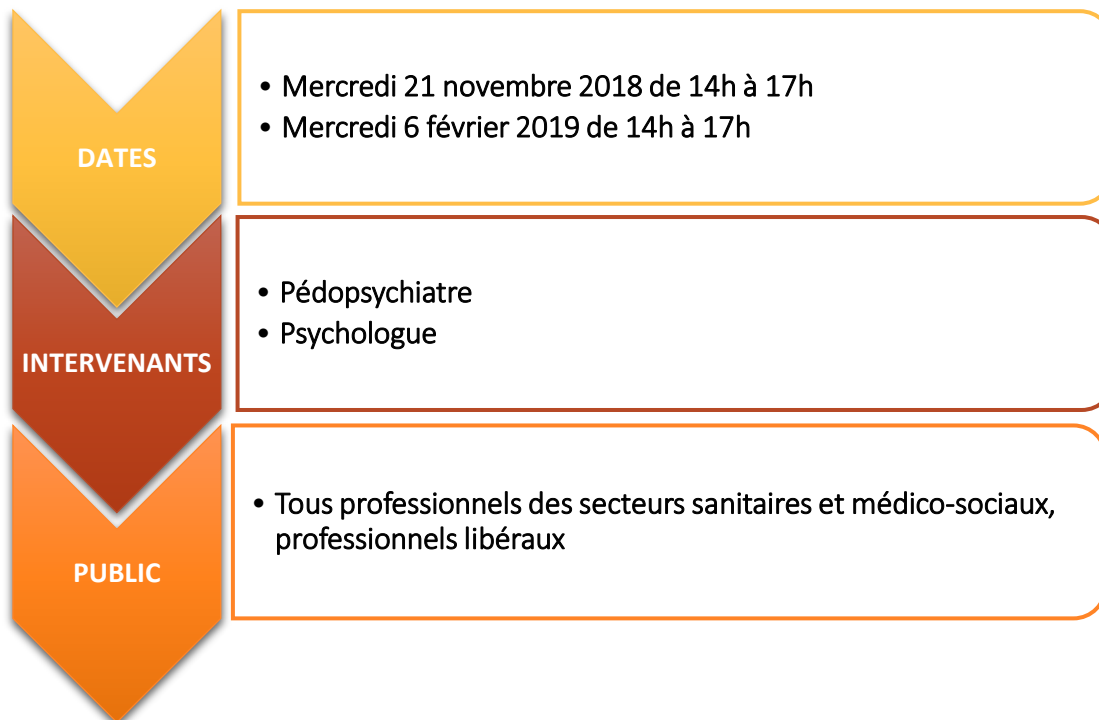 DATES
• Mercredi 21 novembre 2018 de 14h à 17h
• Mercredi 6 février 2019 de 14h à 17h
INTERVENANTS
• Pédopsychiatre
• Psychologue
PUBLIC
• Tous professionnels des secteurs sanitaires et médico-sociaux,
professionnels libéraux